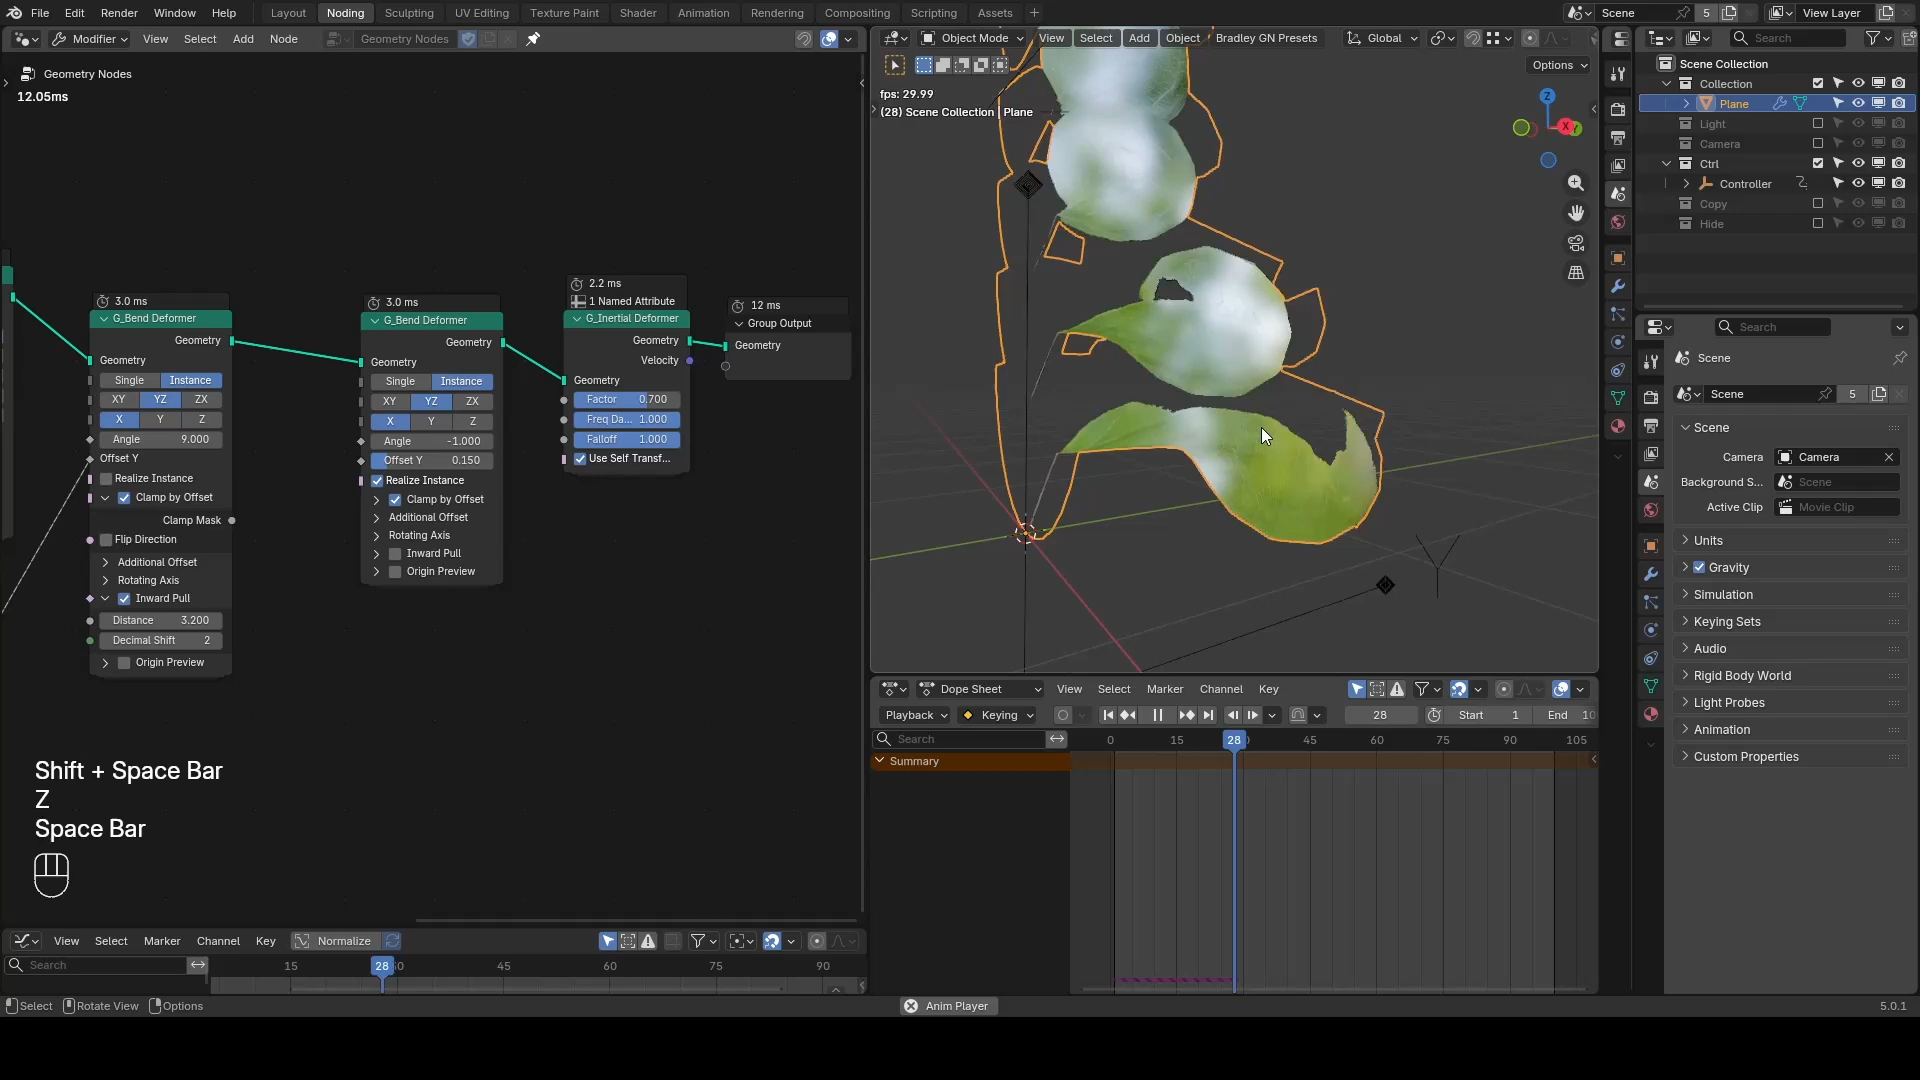 File Edit Render Window Help Layout Noding Sculpting UV Editing Texture Paint Shader Animation Rendering Compositing Scripting Assets + Scene 5 View Layer
Modifier View Select Add Node Geometry Nodes
Object Mode View Select Add Object Bradley GN Presets Global
Search
Options
Geometry Nodes
12.05ms
fps: 29.99
(28) Scene Collection | Plane
Z
X
Y
Scene Collection
Collection
Plane
Light
Camera
Ctrl
Controller
Copy
Hide
3.0 ms
G_Bend Deformer
Geometry
Geometry
Single Instance
XY YZ ZX
X Y Z
Angle 9.000
Offset Y
Realize Instance
Clamp by Offset
Clamp Mask
Flip Direction
Additional Offset
Rotating Axis
Inward Pull
Distance 3.200
Decimal Shift 2
Origin Preview
3.0 ms
G_Bend Deformer
Geometry
Geometry
Single Instance
XY YZ ZX
X Y Z
Angle -1.000
Offset Y 0.150
Realize Instance
Clamp by Offset
Additional Offset
Rotating Axis
Inward Pull
Origin Preview
2.2 ms
1 Named Attribute
G_Inertial Deformer
Geometry
Velocity
Geometry
Factor 0.700
Freq Da... 1.000
Falloff 1.000
Use Self Transf...
12 ms
Group Output
Geometry
Search
Scene
Scene 5
Scene
Camera Camera
Background S... Scene
Active Clip Movie Clip
Units
Gravity
Simulation
Keying Sets
Audio
Rigid Body World
Light Probes
Animation
Custom Properties
Dope Sheet View Select Marker Channel Key
Playback Keying 28 Start 1 End 10
Search 0 15 28 45 60 75 90 105
Summary
Shift + Space Bar
Z
Space Bar
View Select Marker Channel Key Normalize
Search 15 28 45 60 75 90
Select Rotate View Options Anim Player 5.0.1